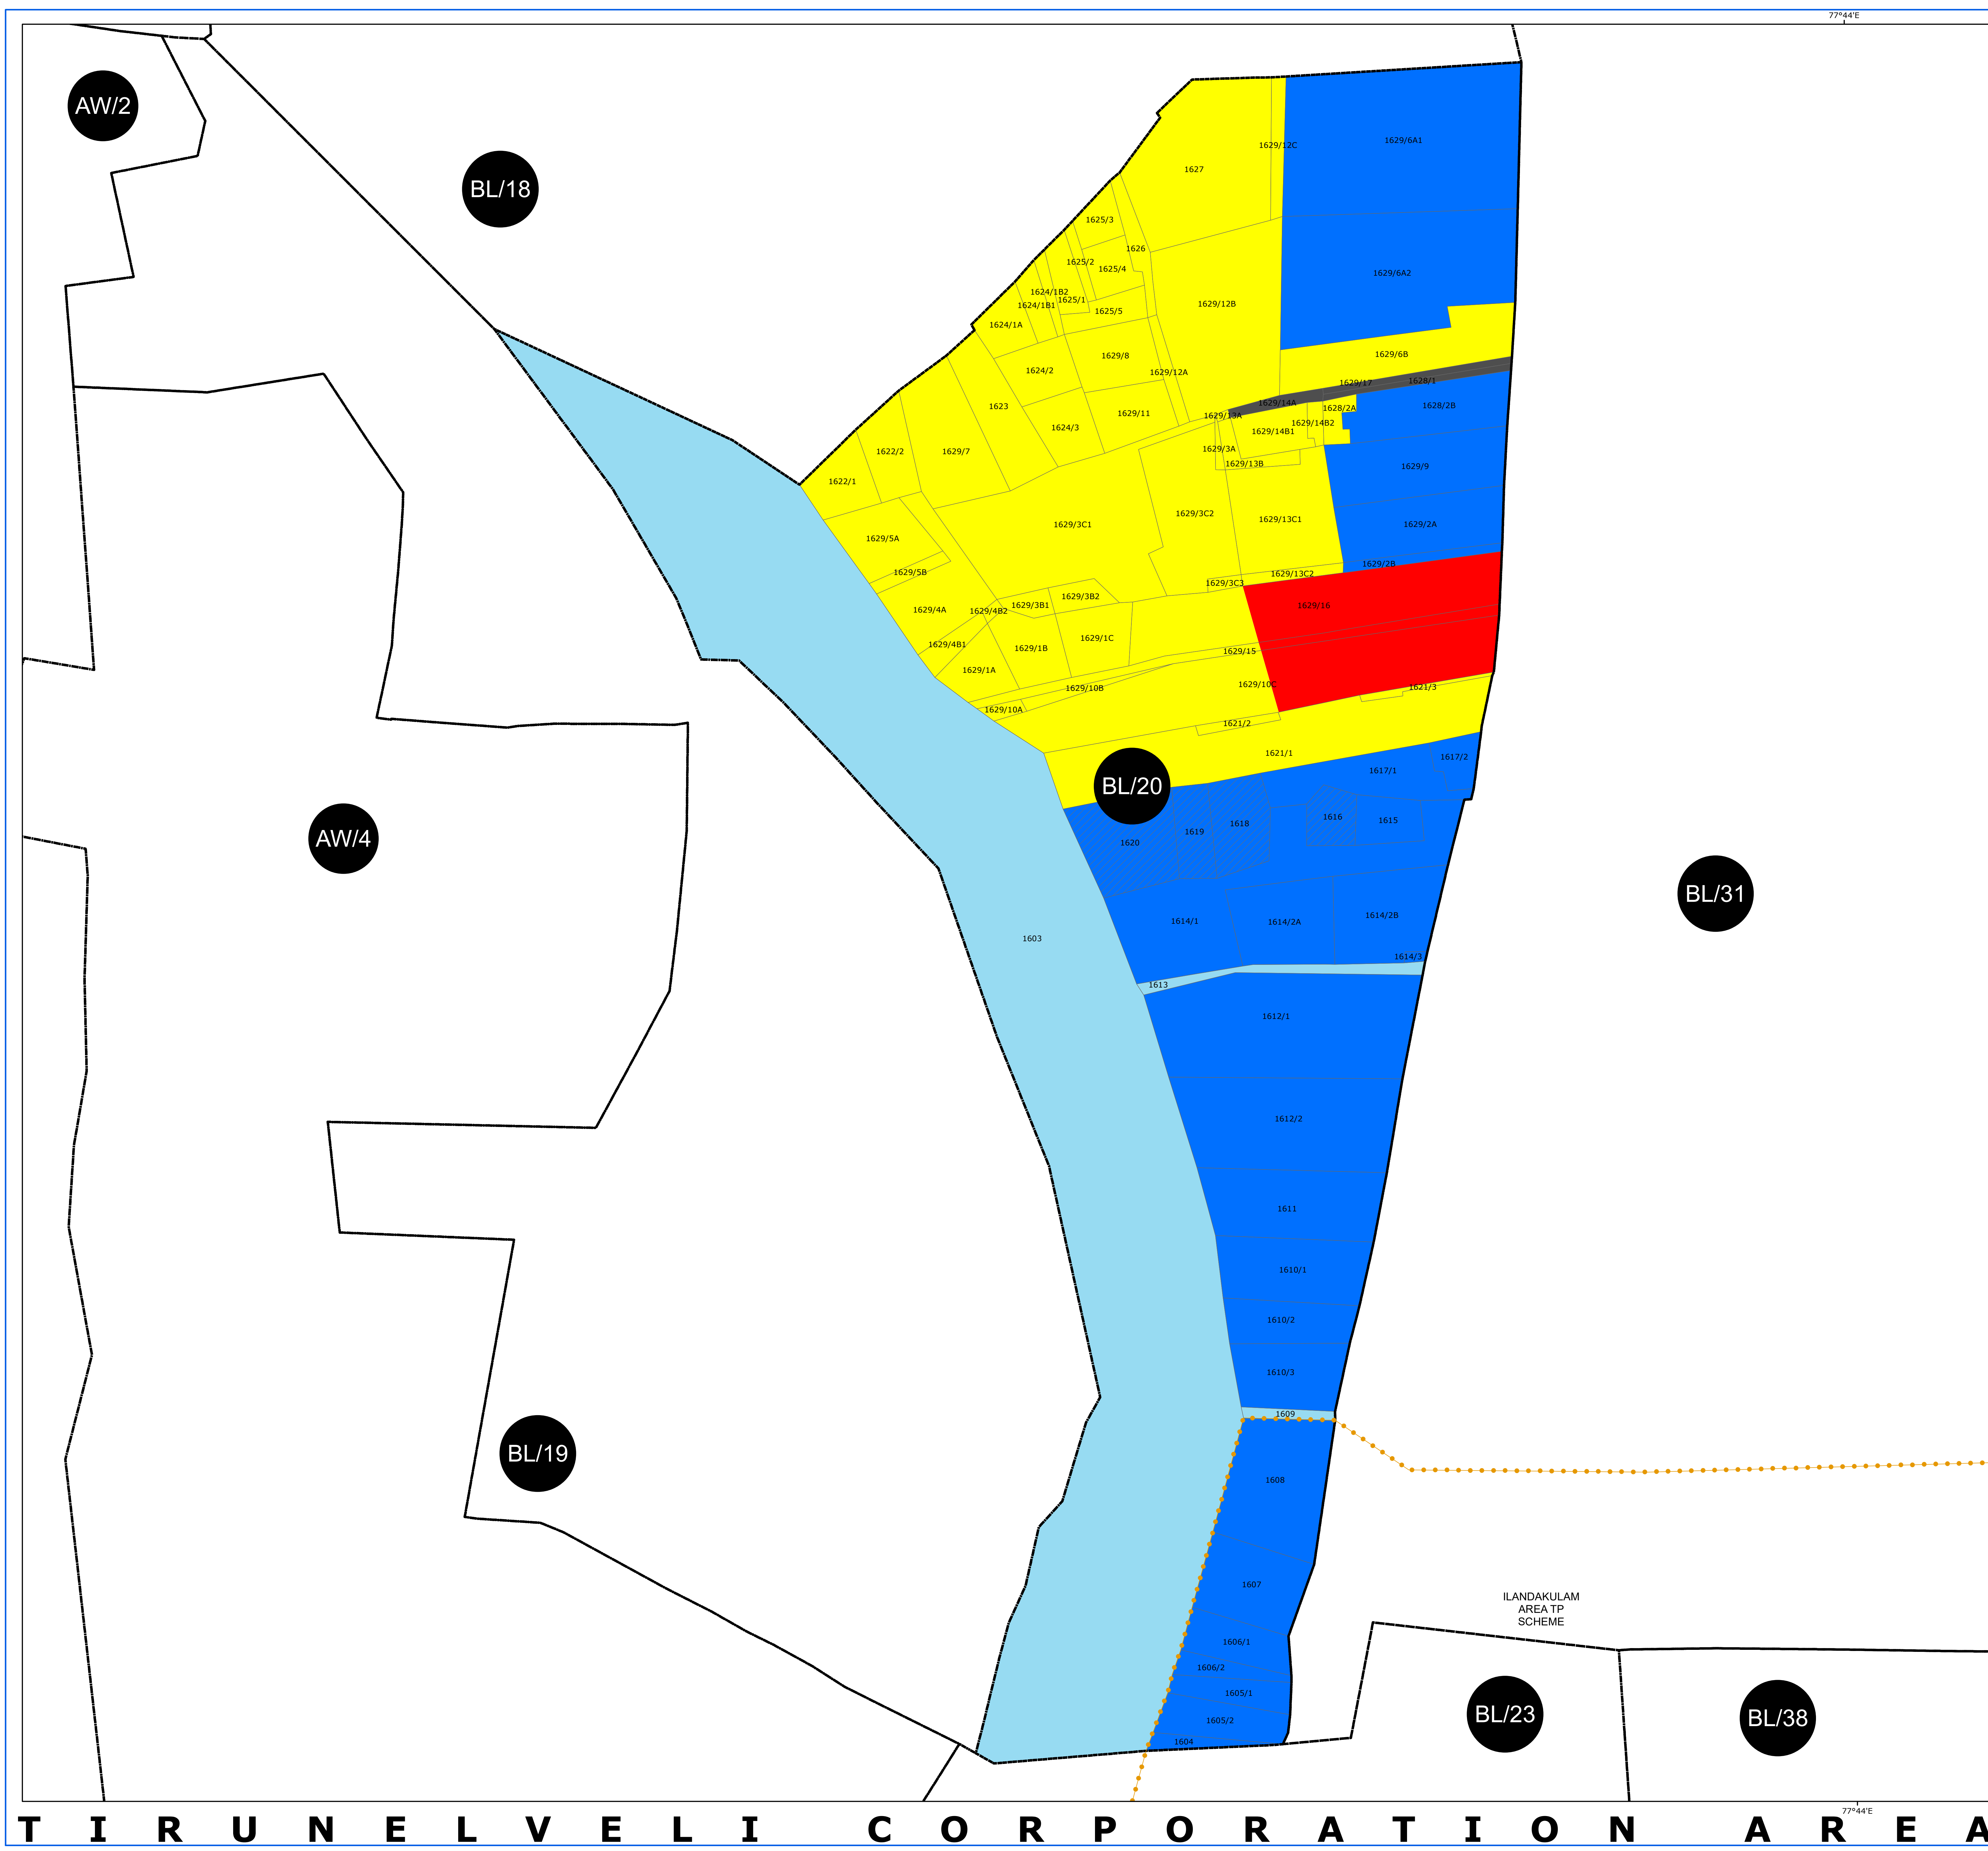 77°44'E
AW/2
BL/18
1629/6A1
1629/12C
1627
1625/3
1626
1625/2
1625/4
1629/6A2
1624/1B2
1625/1
1624/1B1
1629/12B
1625/5
1624/1A
1629/8
1629/6B
1624/2
1629/12A
1629/17
1628/1
1629/14A
1623
1628/2A
1628/2B
1629/11
1629/13A
1629/14B2
1624/3
1629/14B1
1629/3A
1622/2
1629/7
1629/13B
1629/9
1622/1
1629/3C2
1629/13C1
1629/3C1
1629/2A
1629/5A
1629/2B
1629/5B
1629/13C2
1629/3C3
1629/3B2
1629/3B1
1629/16
1629/4A
1629/4B2
1629/1C
1629/4B1
1629/1B
1629/15
1629/1A
1629/10C
1629/10B
1621/3
1629/10A
1621/2
1621/1
1617/2
1617/1
BL/20
1616
1615
1618
1619
1620
AW/4
BL/31
1614/2B
1614/1
1614/2A
1603
1614/3
1613
1612/1
1612/2
1611
1610/1
1610/2
1610/3
1609
BL/19
1608
1607
ILANDAKULAM
AREA TP
SCHEME
1606/1
1606/2
1605/1
BL/23
BL/38
1605/2
1604
77°44'E
TIRUNELVELI CORPORATION AREA